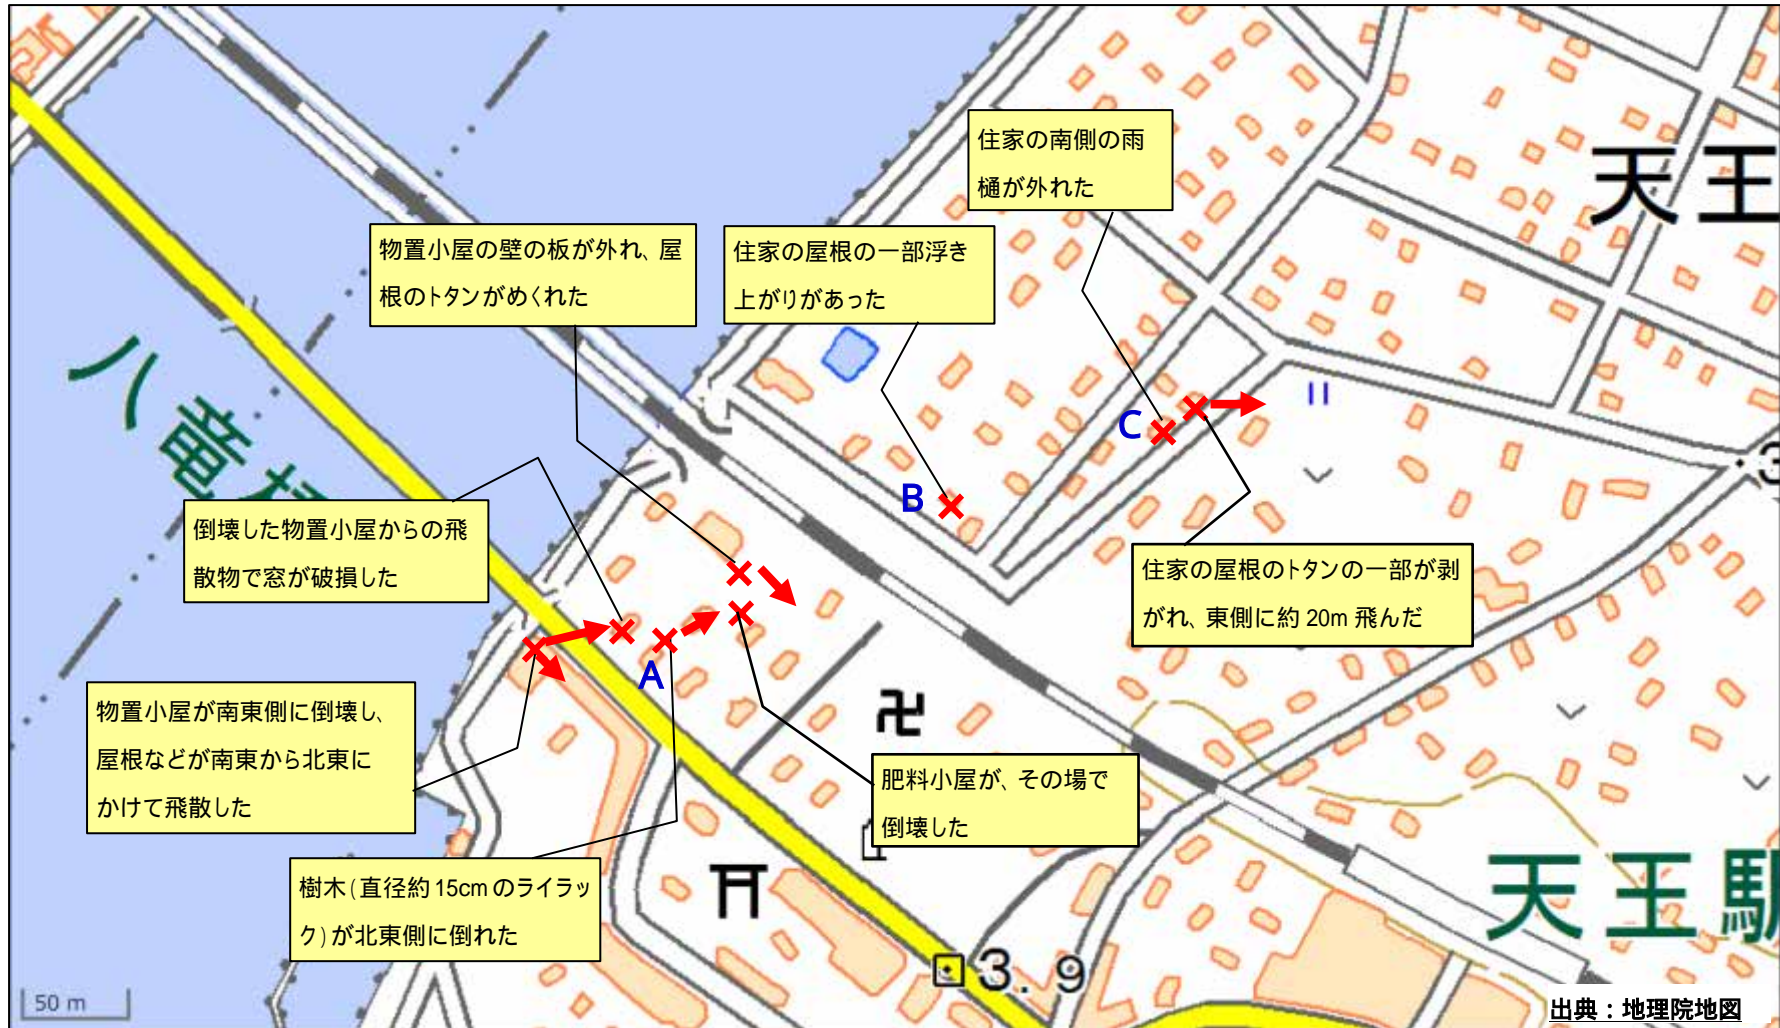 住家の南側の雨
樋が外れた
天王
物置小屋の壁の板が外れ、屋
根のトタンがめくれた
住家の屋根の一部浮き
上がりがあった
八竜橋
C
B
倒壊した物置小屋からの飛
散物で窓が破損した
住家の屋根のトタンの一部が剥
がれ、東側に約 20m 飛んだ
A
物置小屋が南東側に倒壊し、
屋根などが南東から北東に
かけて飛散した
肥料小屋が、その場で
倒壊した
樹木(直径約 15cm のライラッ
ク)が北東側に倒れた
天王駅
3.9
50 m
出典：地理院地図